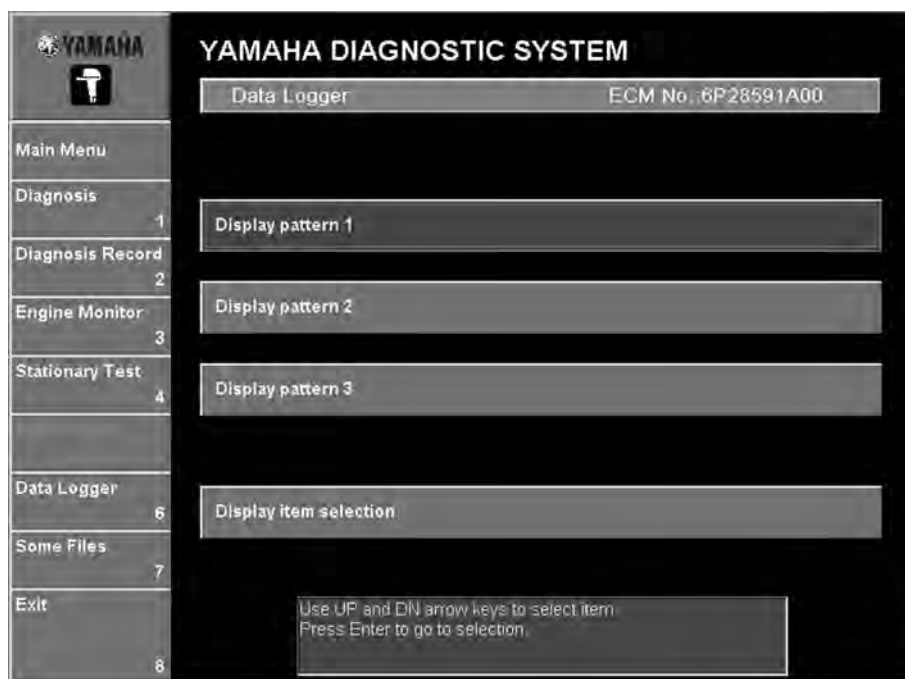 YAMAHA
YAMAHA DIAGNOSTIC SYSTEM
Data Logger ECM No.:6P28591A00
Main Menu
Diagnosis
1
Diagnosis Record
2
Engine Monitor
3
Stationary Test
4
Data Logger
6
Some Files
7
Exit
8
Display pattern 1
Display pattern 2
Display pattern 3
Display item selection
Use UP and DN arrow keys to select item.
Press Enter to go to selection.